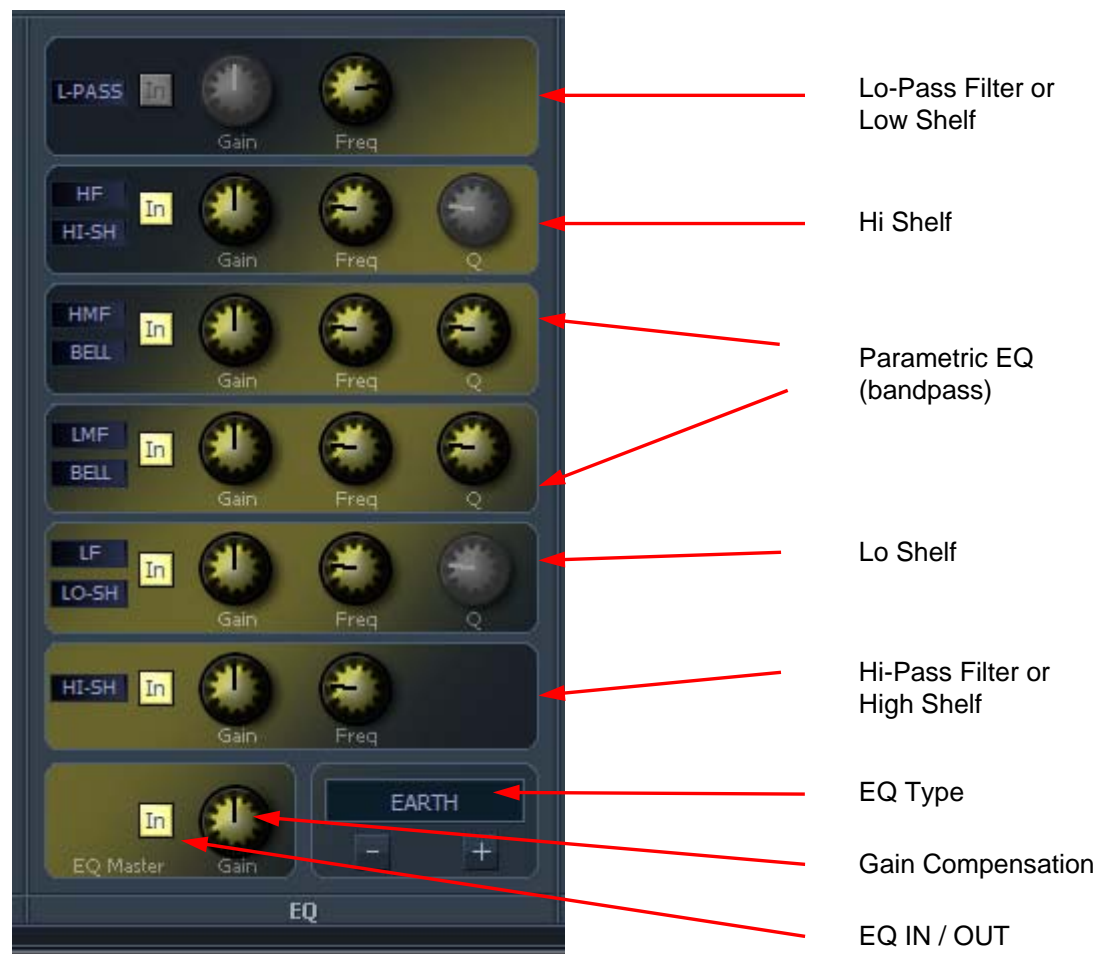 L-PASS In Gain Freq
Lo-Pass Filter or
Low Shelf
HF
HI-SH In Gain Freq Q
Hi Shelf
HMF
BELL In Gain Freq Q
Parametric EQ
(bandpass)
LMF
BELL In Gain Freq Q
LF
LO-SH In Gain Freq Q
Lo Shelf
HI-SH In Gain Freq
Hi-Pass Filter or
High Shelf
EARTH
EQ Type
In
- +
EQ Master Gain
Gain Compensation
EQ
EQ IN / OUT